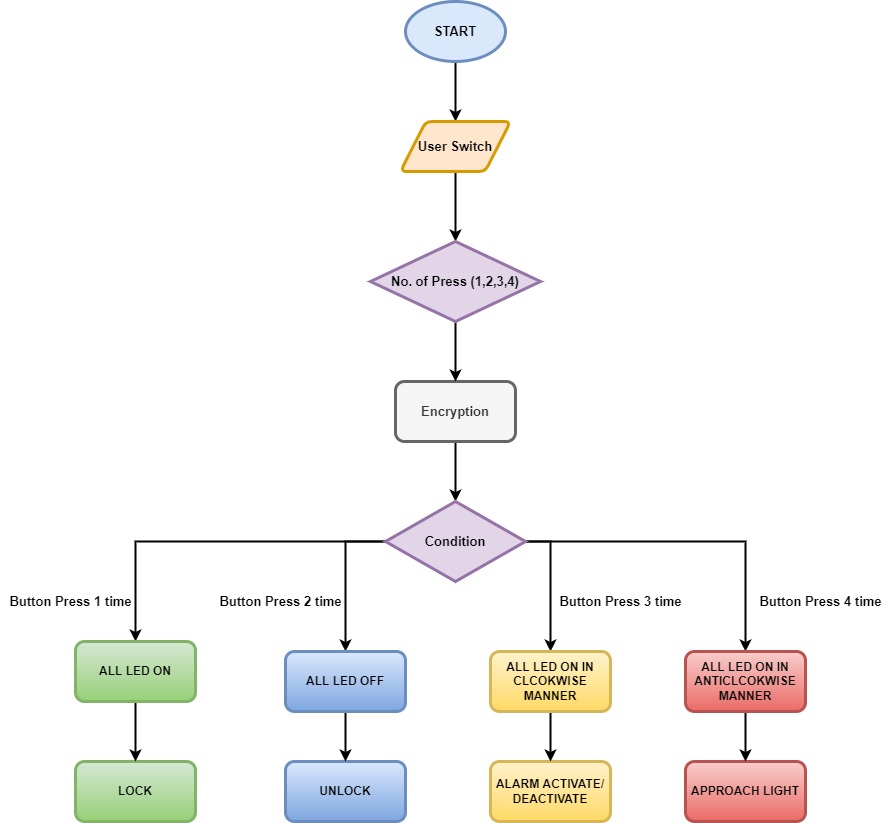 START
User Switch
No. of Press (1,2,3,4)
Encryption
Condition
Button Press 1 time
Button Press 2 time
Button Press 3 time
Button Press 4 time
ALL LED ON
ALL LED OFF
ALL LED ON IN
CLCOKWISE
MANNER
ALL LED ON IN
ANTICLCOKWISE
MANNER
LOCK
UNLOCK
ALARM ACTIVATE/
DEACTIVATE
APPROACH LIGHT